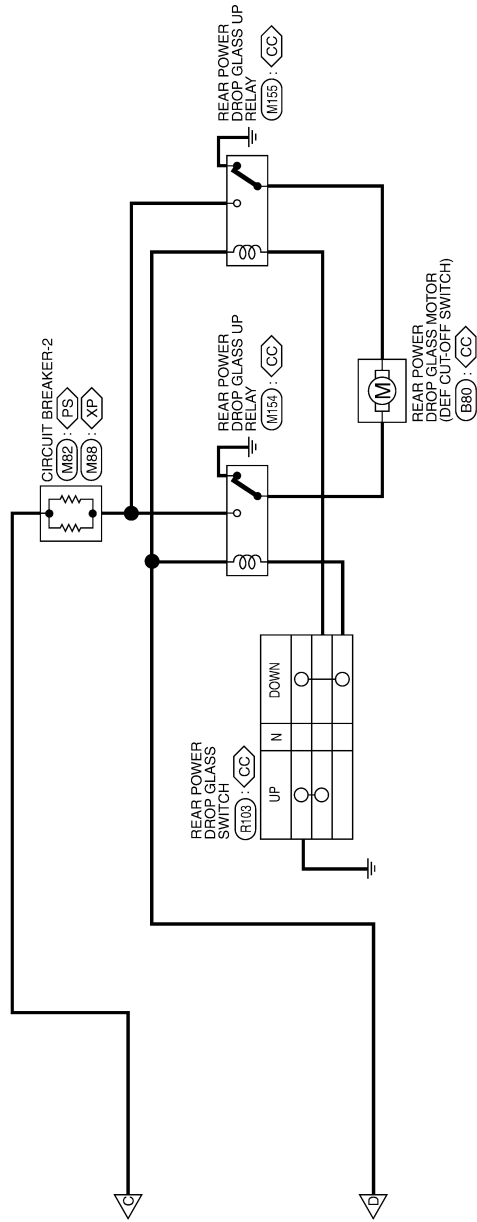 CIRCUIT BREAKER-2
M82 : PS
M88 : XP
REAR POWER
DROP GLASS UP
RELAY
M155 : CC
REAR POWER
DROP GLASS UP
RELAY
M154 : CC
REAR POWER
DROP GLASS
SWITCH
R103 : CC
UP N DOWN
M
REAR POWER
DROP GLASS MOTOR
(DEF CUT-OFF SWITCH)
B80 : CC
C
D